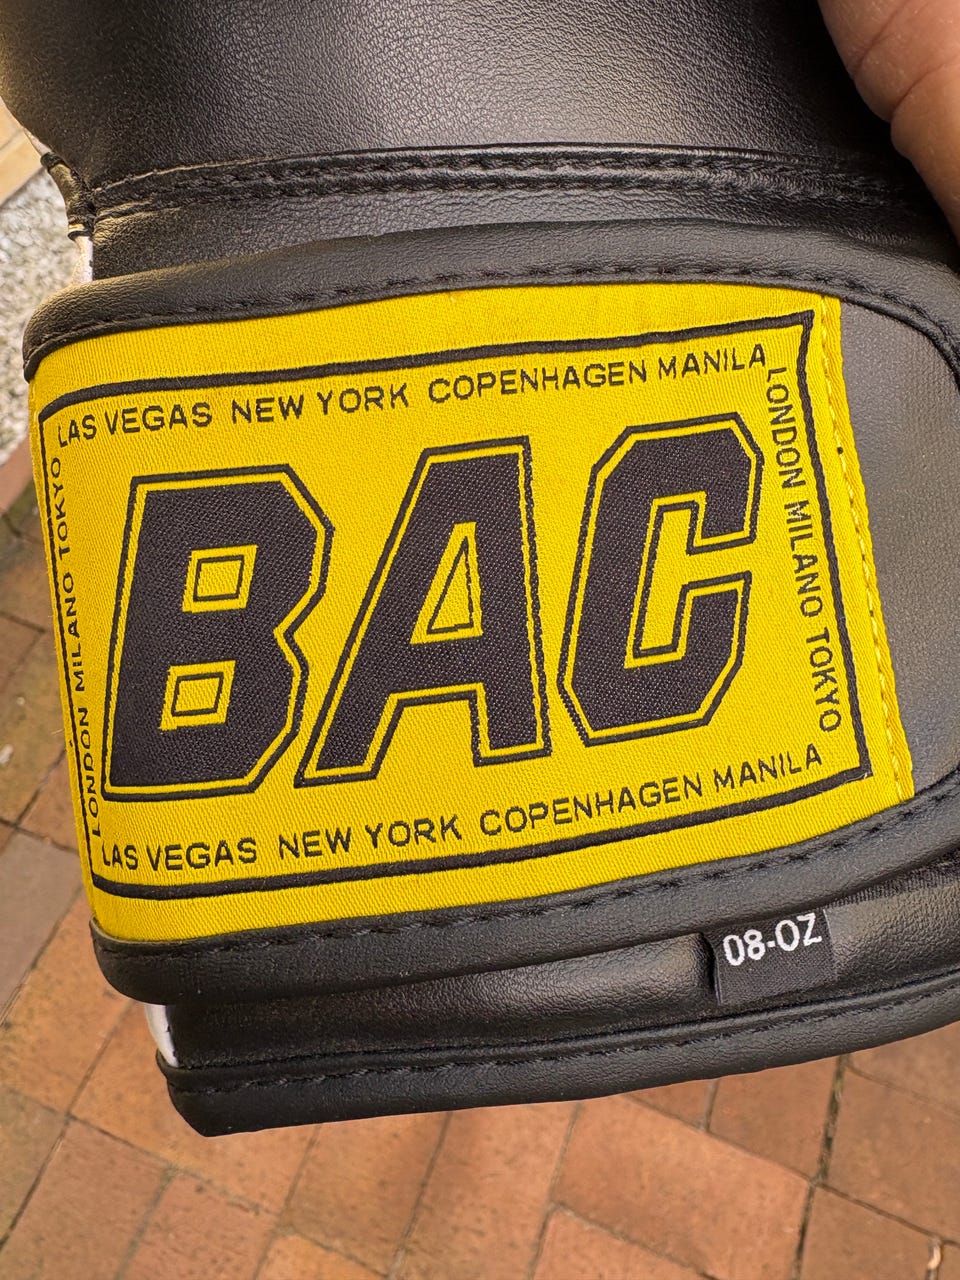 LAS VEGAS NEW YORK COPENHAGEN MANILA
LONDON MILANO TOKYO
BAC
LONDON MILANO TOKYO
LAS VEGAS NEW YORK COPENHAGEN MANILA
08-OZ